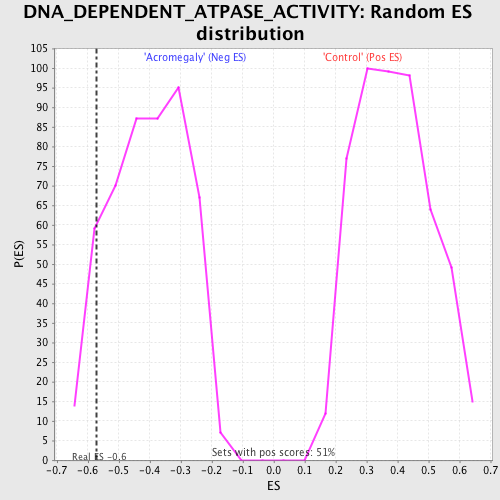 DNA_DEPENDENT_ATPASE_ACTIVITY: Random ES
distribution
'Acromegaly' (Neg ES) 'Control' (Pos ES)
105
100
95
90
85
80
75
70
65
60
55
50
45
40
35
30
25
20
15
10
5
0
P(ES)
Real ES -0,6
Sets with pos scores: 51%
-0.7 -0.6 -0.5 -0.4 -0.3 -0.2 -0.1 0.0 0.1 0.2 0.3 0.4 0.5 0.6 0.7
ES